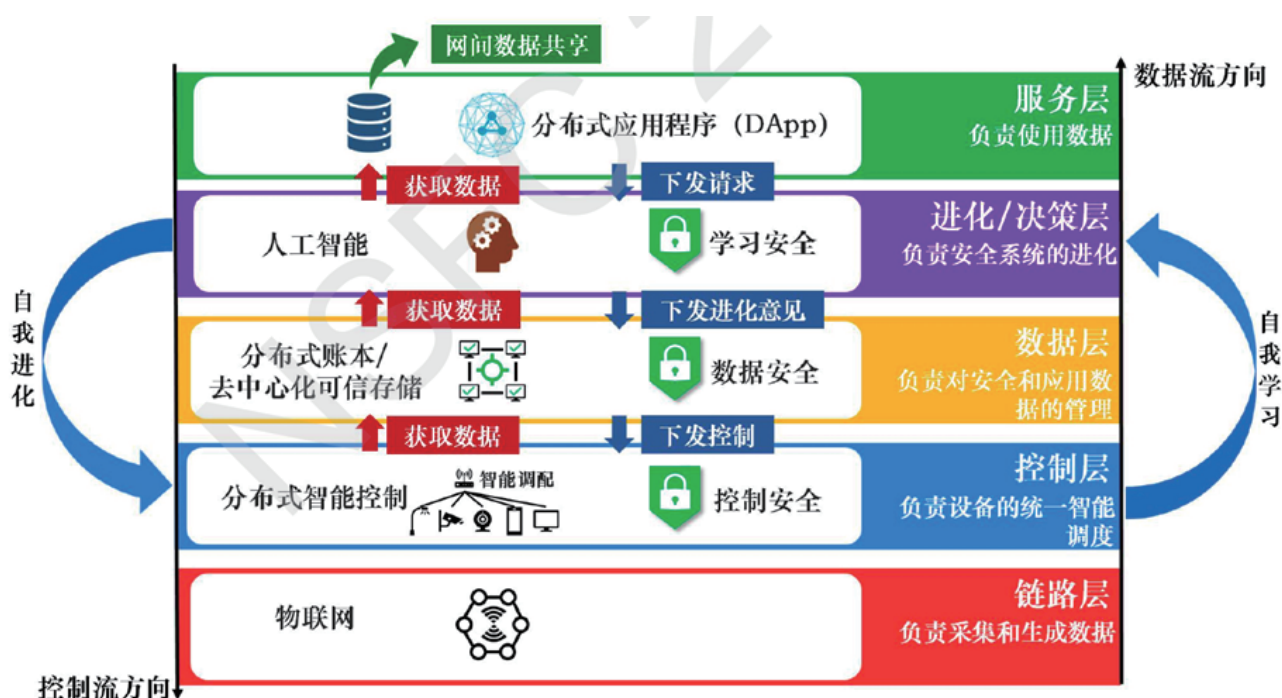 网间数据共享
数据流方向
分布式应用程序（DApp）
服务层
负责使用数据
获取数据
下发请求
人工智能
学习安全
进化/决策层
负责安全系统的进化
获取数据
下发进化意见
自我进化
自我学习
分布式账本/
去中心化可信存储
数据安全
数据层
负责对安全和应用数
据的管理
获取数据
下发控制
分布式智能控制
智能调配
控制安全
控制层
负责设备的统一智能
调度
物联网
链路层
负责采集和生成数据
控制流方向
NSFC 2